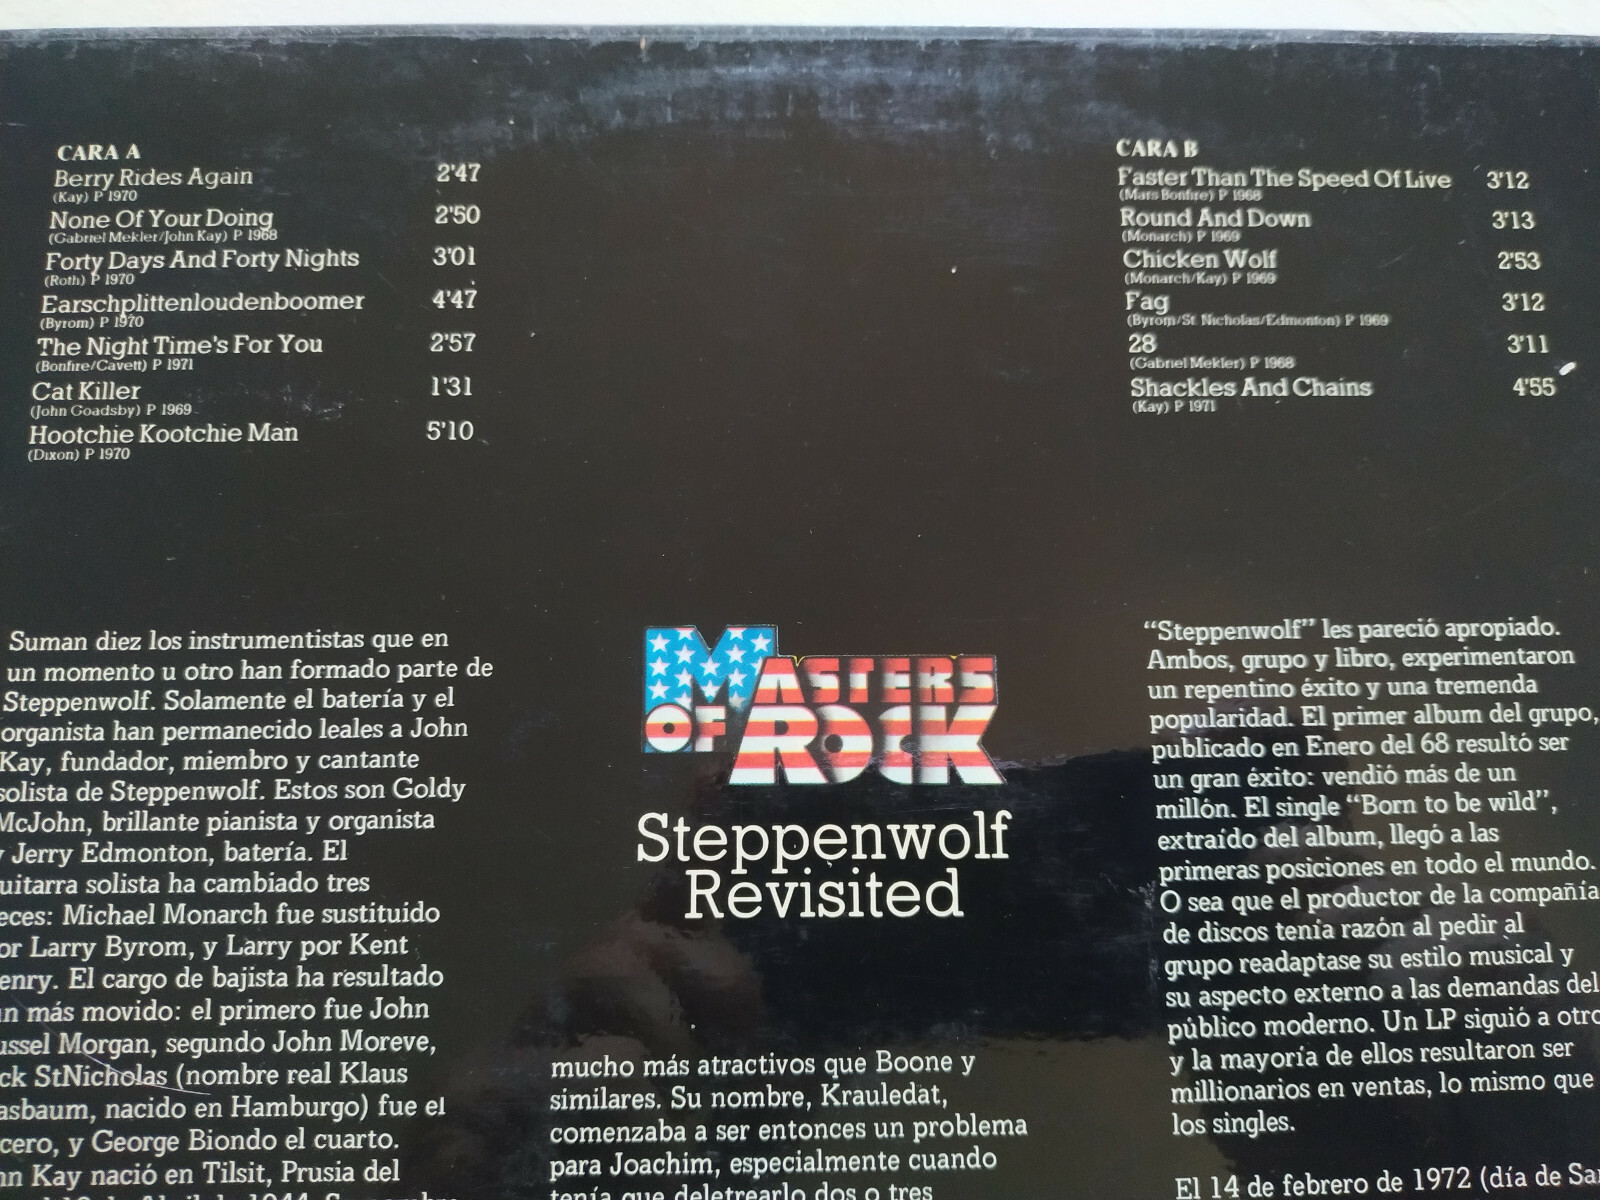 CARA A
Berry Rides Again 2'47
(Kay) P 1970
None Of Your Doing 2'50
(Gabriel Mekler/John Kay) P 1968
Forty Days And Forty Nights 3'01
(Roth) P 1970
Earschplittenloudenboomer 4'47
(Byrom) P 1970
The Night Time's For You 2'57
(Bonfire/Cavett) P 1971
Cat Killer 1'31
(John Goadsby) P 1969
Hootchie Kootchie Man 5'10
(Dixon) P 1970
CARA B
Faster Than The Speed Of Live 3'12
(Mars Bonfire) P 1968
Round And Down 3'13
(Monarch) P 1969
Chicken Wolf 2'53
(Monarch/Kay) P 1969
Fag 3'12
(Byrom/St. Nicholas/Edmonton) P 1969
28 3'11
(Gabriel Mekler) P 1968
Shackles And Chains 4'55
(Kay) P 1971
Suman diez los instrumentistas que en
un momento u otro han formado parte de
Steppenwolf. Solamente el batería y el
organista han permanecido leales a John
Kay, fundador, miembro y cantante
solista de Steppenwolf. Estos son Goldy
McJohn, brillante pianista y organista
y Jerry Edmonton, batería. El
uitarra solista ha cambiado tres
eces: Michael Monarch fue sustituido
or Larry Byrom, y Larry por Kent
enry. El cargo de bajista ha resultado
n más movido: el primero fue John
ussel Morgan, segundo John Moreve,
ck StNicholas (nombre real Klaus
asbaum, nacido en Hamburgo) fue el
cero, y George Biondo el cuarto.
hn Kay nació en Tilsit, Prusia del
MASTERS
OF ROCK
Steppenwolf
Revisited
mucho más atractivos que Boone y
similares. Su nombre, Krauledat,
comenzaba a ser entonces un problema
para Joachim, especialmente cuando
tenía que deletrearlo dos o tres
“Steppenwolf” les pareció apropiado.
Ambos, grupo y libro, experimentaron
un repentino éxito y una tremenda
popularidad. El primer album del grupo,
publicado en Enero del 68 resultó ser
un gran éxito: vendió más de un
millón. El single “Born to be wild”,
extraído del album, llegó a las
primeras posiciones en todo el mundo.
O sea que el productor de la compañía
de discos tenía razón al pedir al
grupo readaptase su estilo musical y
su aspecto externo a las demandas del
público moderno. Un LP siguió a otro
y la mayoría de ellos resultaron ser
millionarios en ventas, lo mismo que
los singles.
El 14 de febrero de 1972 (día de Sa